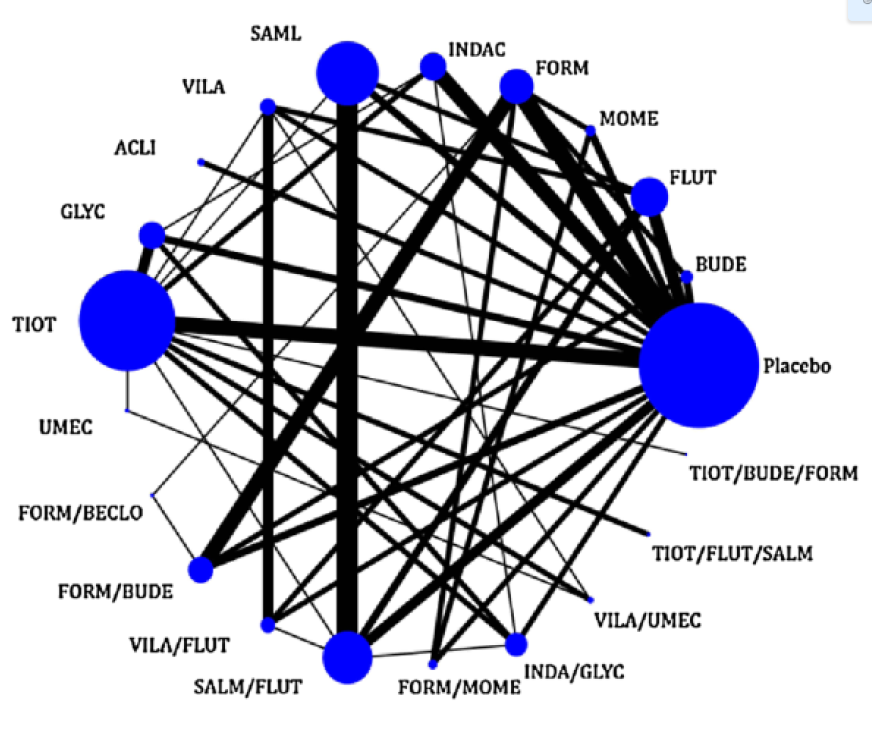 SAML
INDAC
FORM
VILA
MOME
ACLI
FLUT
GLYC
BUDE
TIOT
Placebo
UMEC
TIOT/BUDE/FORM
FORM/BECLO
TIOT/FLUT/SALM
FORM/BUDE
VILA/UMEC
VILA/FLUT
INDA/GLYC
SALM/FLUT
FORM/MOME